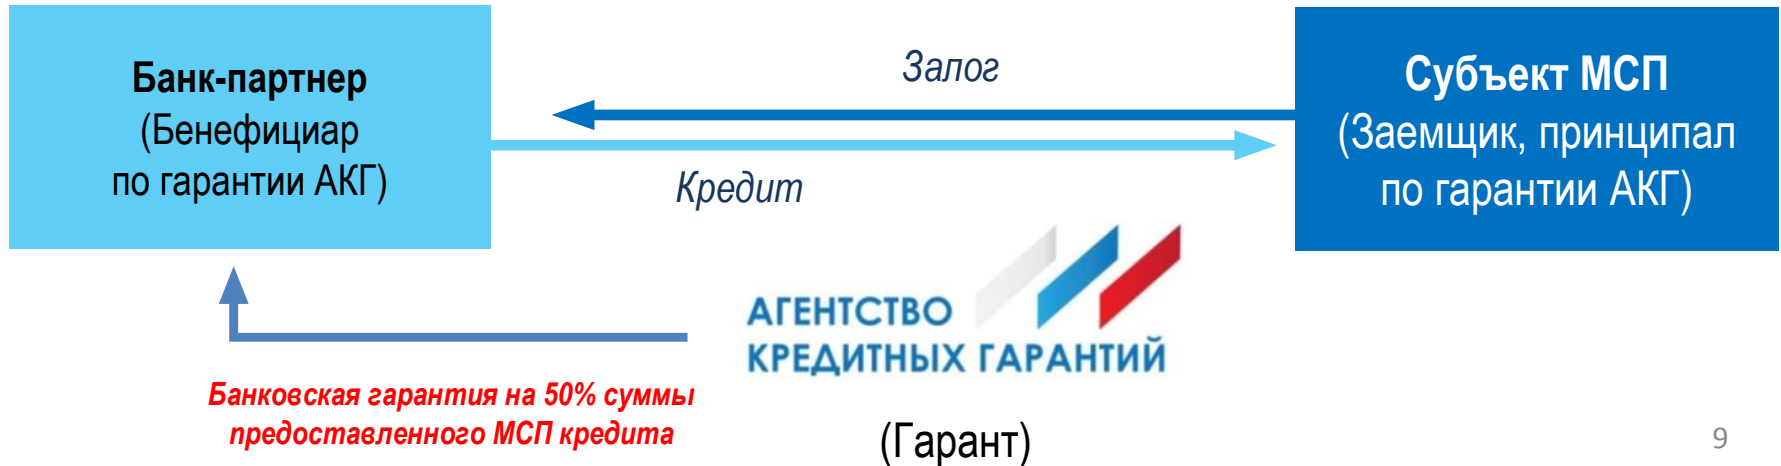 Банк-партнер
(Бенефициар
по гарантии АКГ)
Залог
Кредит
Субъект МСП
(Заемщик, принципал
по гарантии АКГ)
АГЕНТСТВО
КРЕДИТНЫХ ГАРАНТИЙ
Банковская гарантия на 50% суммы
предоставленного МСП кредита
(Гарант)
9